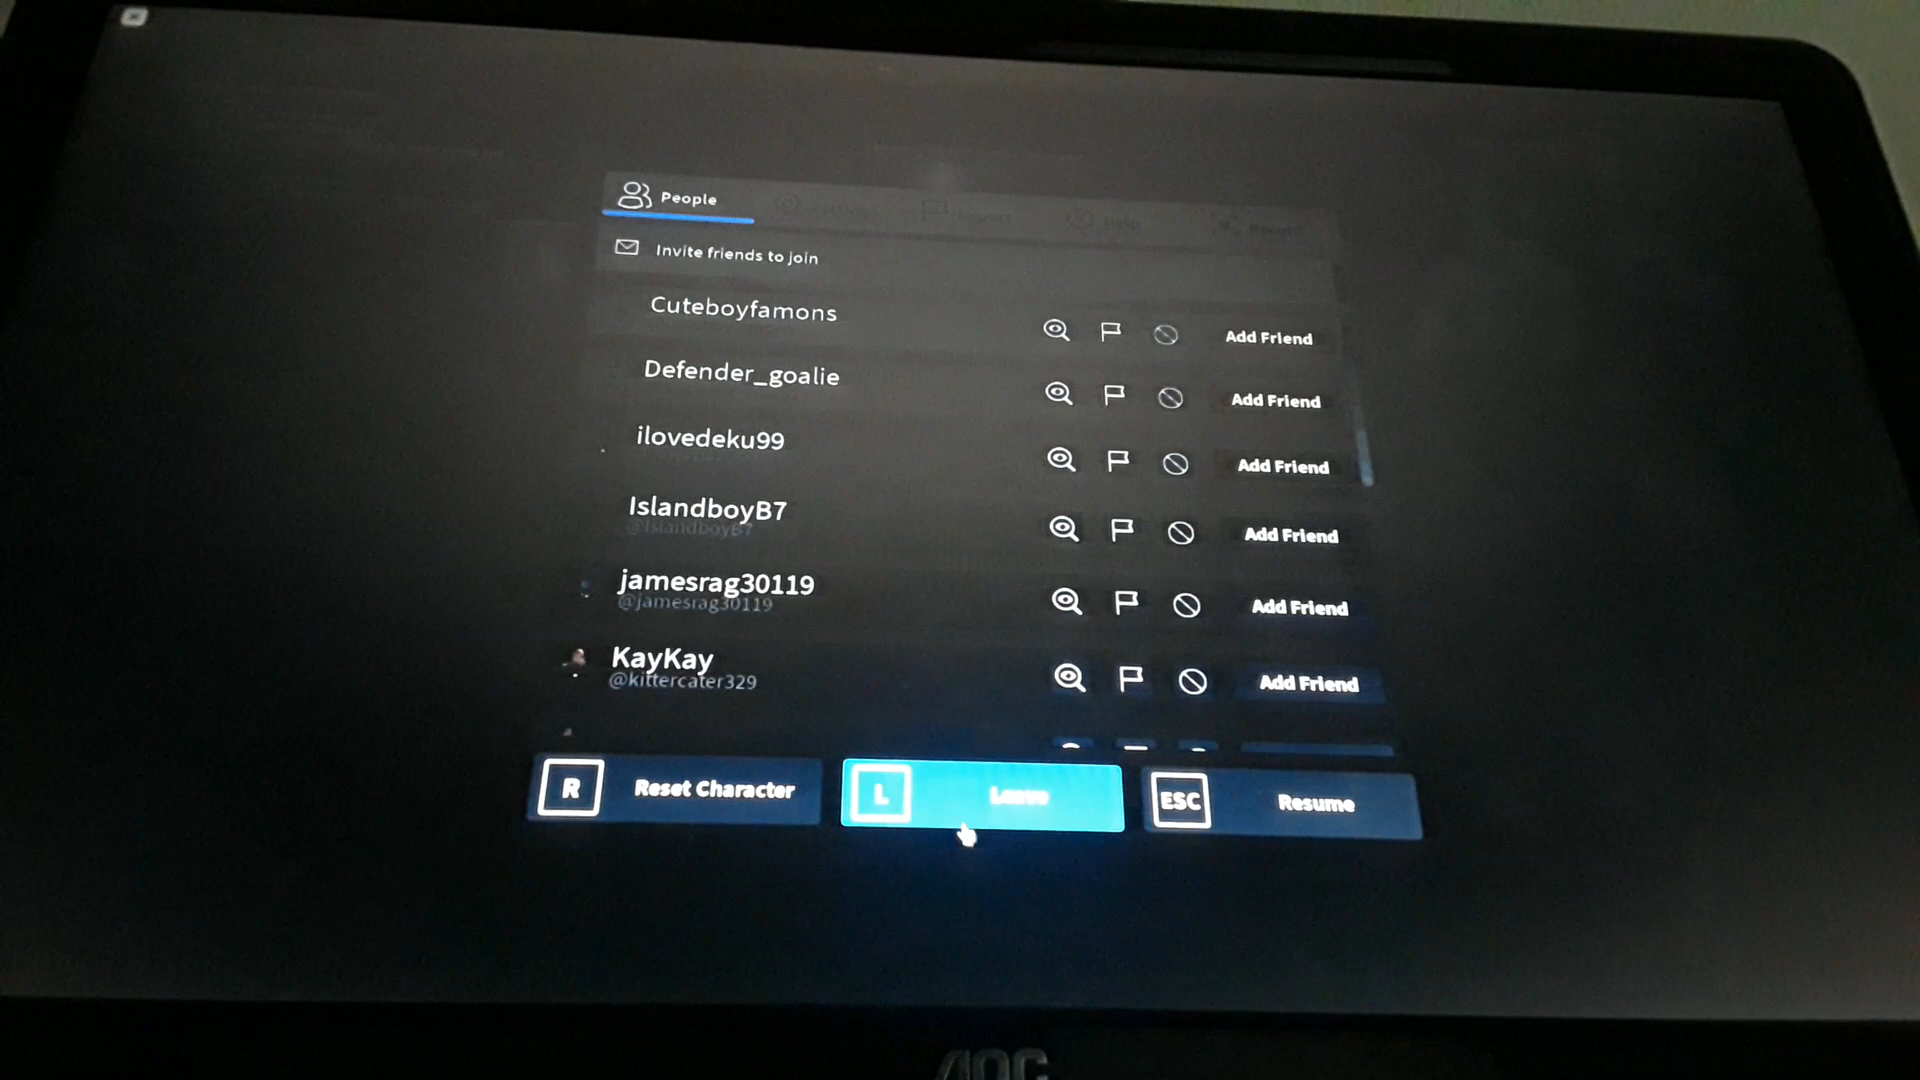 People
Invite friends to join
Cuteboyfamons
Add Friend
Defender_goalie
Add Friend
ilovedeku99
Add Friend
IslandboyB7
@IslandboyB7
Add Friend
jamesrag30119
@jamesrag30119
Add Friend
KayKay
@kittercater329
Add Friend
R Reset Character
L Leave
ESC Resume
AOC